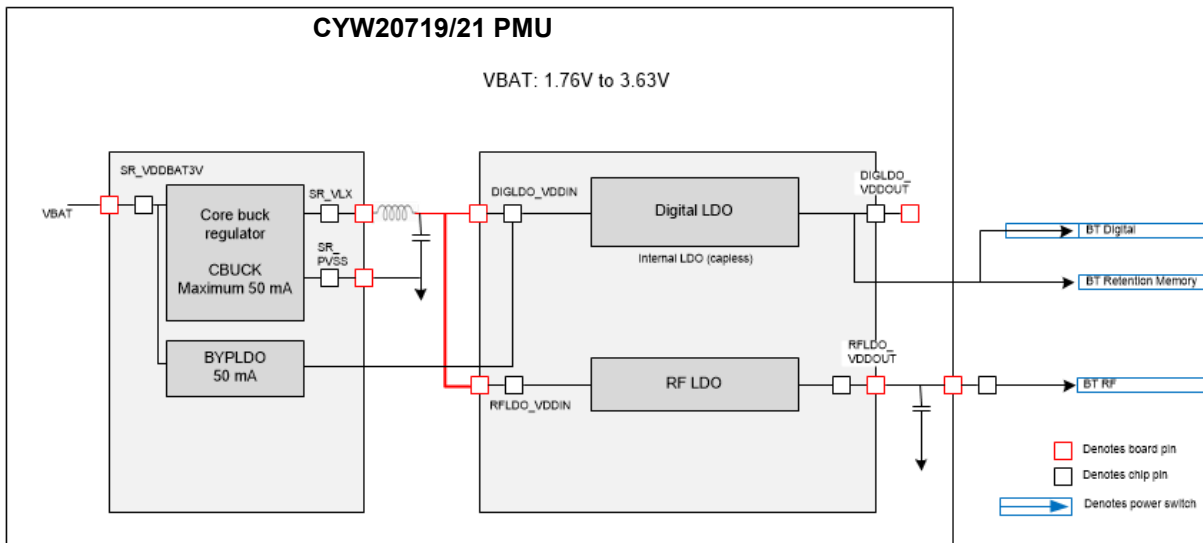 CYW20719/21 PMU
VBAT: 1.76V to 3.63V
SR_VDDBAT3V
VBAT
Core buck
regulator
CBUCK
Maximum 50 mA
SR_VLX
SR_
PVSS
BYPLDO
50 mA
DIGLDO_VDDIN
Digital LDO
Internal LDO (capless)
DIGLDO_
VDDOUT
BT Digital
BT Retention Memory
RFLDO_VDDIN
RF LDO
RFLDO_
VDDOUT
BT RF
Denotes board pin
Denotes chip pin
Denotes power switch